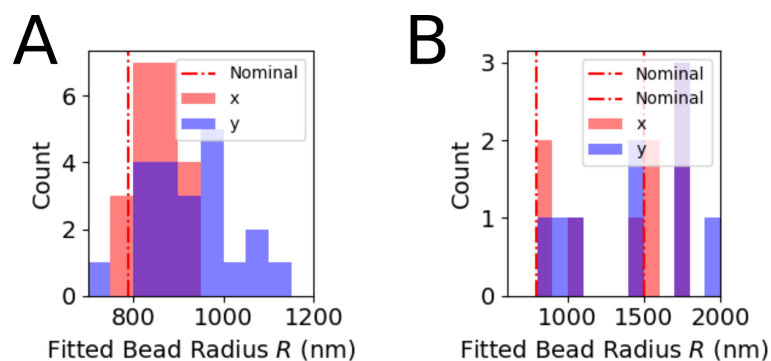 A
B
Nominal
x
y
Count
6
4
2
0
800
1000
1200
Fitted Bead Radius R (nm)
Nominal
Nominal
x
y
Count
3
2
1
0
1000
1500
2000
Fitted Bead Radius R (nm)